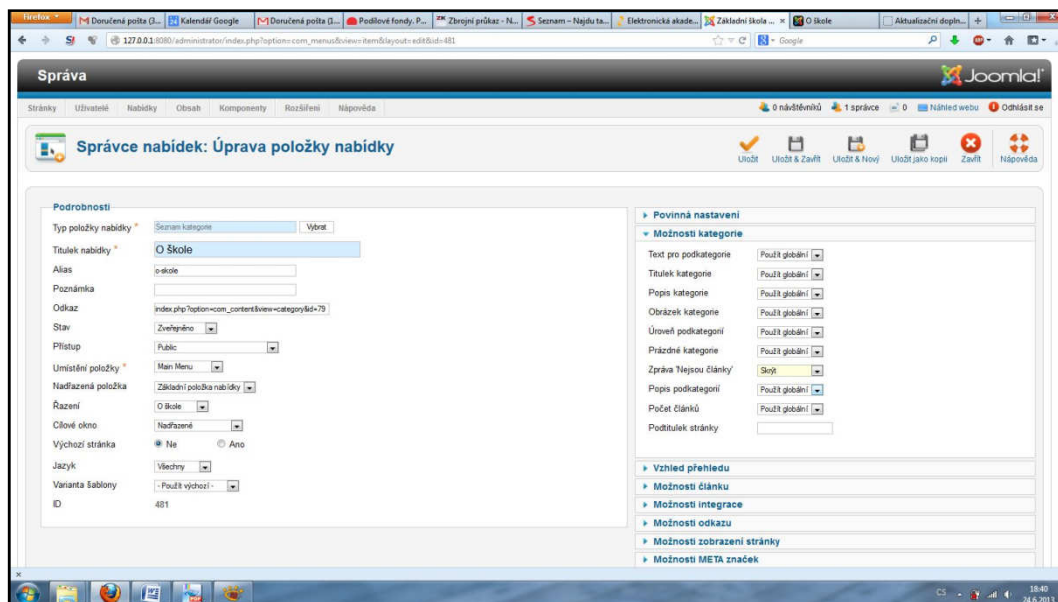 Firefox
Doručená pošta (3... Kalendář Google Doručená pošta (1... Podílové fondy. P... Zbrojní průkaz - N... Seznam – Najdu ta... Elektronická akade... Základní škola ... × O škole Aktualizační dopln... +
127.0.0.1:8080/administrator/index.php?option=com_menus&view=item&layout=edit&id=481 Google
Správa Joomla!
Stránky Uživatelé Nabídky Obsah Komponenty Rozšíření Nápověda 0 návštěvníků 1 správce 0 Náhled webu Odhlásit se
Správce nabídek: Úprava položky nabídky
Uložit Uložit & Zavřít Uložit & Nový Uložit jako kopii Zavřít Nápověda
Podrobnosti
Typ položky nabídky * Seznam kategorie Vybrat
Titulek nabídky * O škole
Alias o-skole
Poznámka
Odkaz index.php?option=com_content&view=category&id=79
Stav Zveřejněno
Přístup Public
Umístění položky * Main Menu
Nadřazená položka Základní položka nabídky
Řazení O škole
Cílové okno Nadřazené
Výchozí stránka Ne Ano
Jazyk Všechny
Varianta šablony - Použít výchozí -
ID 481
Povinná nastavení
Možnosti kategorie
Text pro podkategorie Použít globální
Titulek kategorie Použít globální
Popis kategorie Použít globální
Obrázek kategorie Použít globální
Úroveň podkategorií Použít globální
Prázdné kategorie Použít globální
Zpráva 'Nejsou články' Skrýt
Popis podkategorií Použít globální
Počet článků Použít globální
Podtitulek stránky
Vzhled přehledu
Možnosti článku
Možnosti integrace
Možnosti odkazu
Možnosti zobrazení stránky
Možnosti META značek
×
CS 18:40
24.6.2013